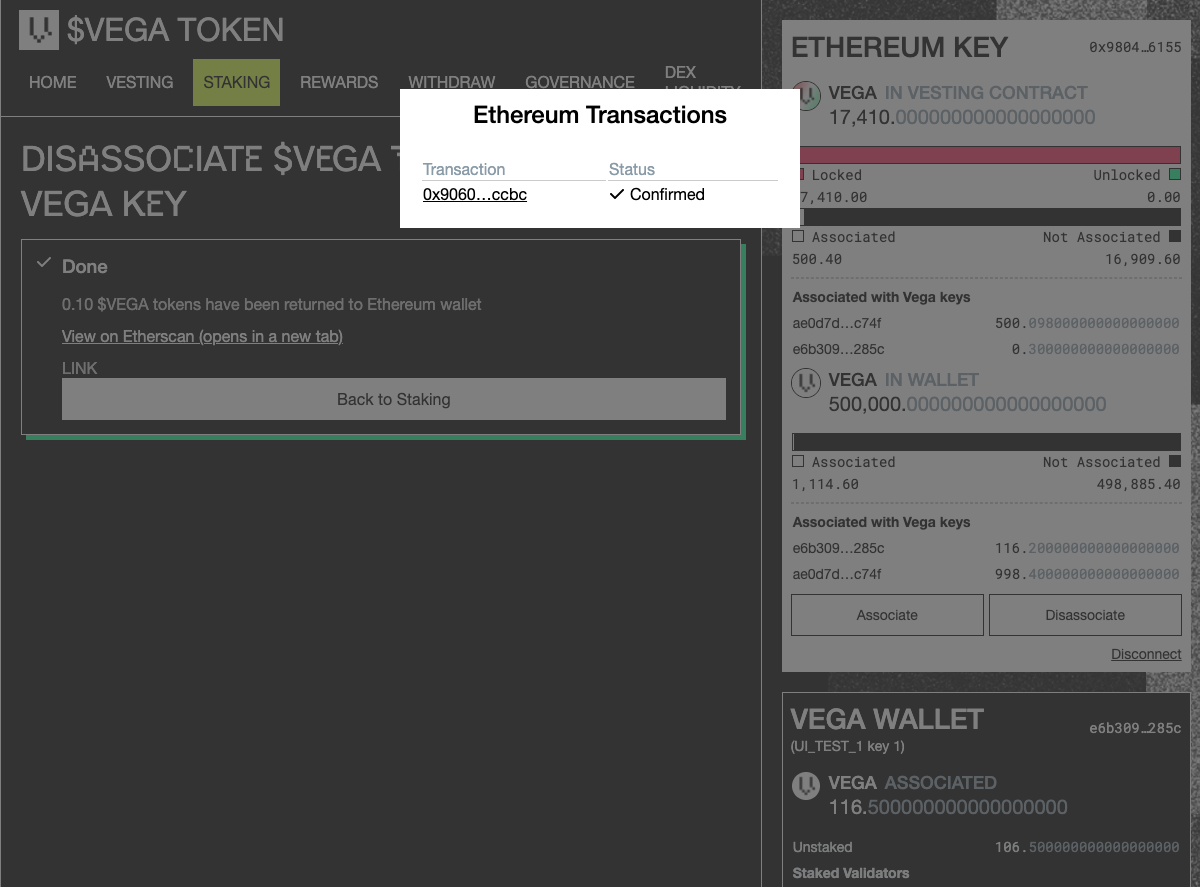 $VEGA TOKEN
HOME VESTING STAKING REWARDS WITHDRAW GOVERNANCE DEX
DISASSOCIATE $VEGA
VEGA KEY
Done
0.10 $VEGA tokens have been returned to Ethereum wallet
View on Etherscan (opens in a new tab)
LINK
Back to Staking
Ethereum Transactions
Transaction Status
0x9060…ccbc Confirmed
ETHEREUM KEY 0x9804…6155
VEGA IN VESTING CONTRACT
17,410.000000000000000000
Locked Unlocked
7,410.00 0.00
Associated Not Associated
500.40 16,909.60
Associated with Vega keys
ae0d7d…c74f 500.098000000000000000
e6b309…285c 0.300000000000000000
VEGA IN WALLET
500,000.000000000000000000
Associated Not Associated
1,114.60 498,885.40
Associated with Vega keys
e6b309…285c 116.200000000000000000
ae0d7d…c74f 998.400000000000000000
Associate Disassociate
Disconnect
VEGA WALLET e6b309…285c
(UI_TEST_1 key 1)
VEGA ASSOCIATED
116.500000000000000000
Unstaked 106.500000000000000000
Staked Validators